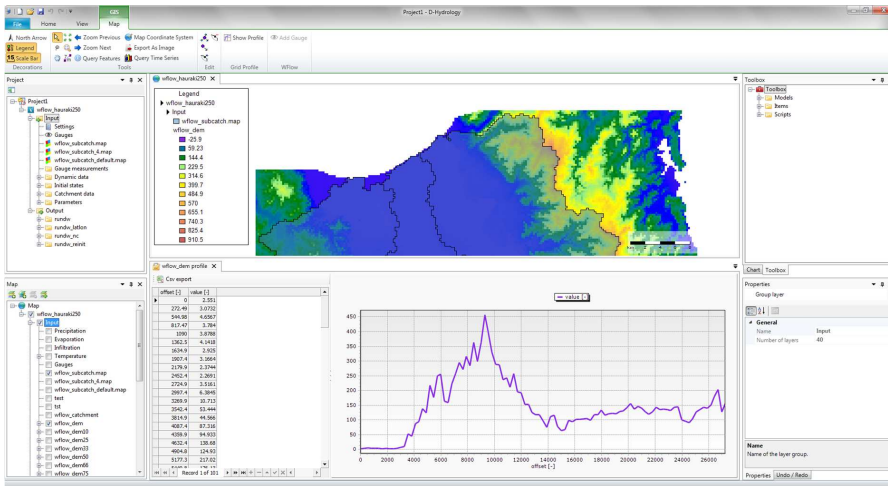 Project1 - D-Hydrology
GIS
File Home View Map
North Arrow
Legend
Scale Bar
Decorations
Zoom Previous
Zoom Next
Query Features
Map Coordinate System
Export As Image
Query Time Series
Tools
Edit
Show Profile
Grid Profile
Add Gauge
WFlow
Project
Project1
wflow_hauraki250
Input
Settings
Gauges
wflow_subcatch.map
wflow_subcatch_4.map
wflow_subcatch_default.map
Gauge measurements
Dynamic data
Initial states
Catchment data
Parameters
Output
rundw
rundw_latlon
rundw_nc
rundw_reinit
wflow_hauraki250
Legend
wflow_hauraki250
Input
wflow_subcatch.map
wflow_dem
-25.9
59.23
144.4
229.5
314.6
399.7
484.9
570
655.1
740.3
825.4
910.5
Toolbox
Toolbox
Models
Items
Scripts
Chart Toolbox
Map
Map
wflow_hauraki250
Input
Precipitation
Evaporation
Infiltration
Temperature
Gauges
wflow_subcatch.map
wflow_subcatch_4.map
wflow_subcatch_default.map
test
tst
wflow_catchment
wflow_dem
wflow_dem10
wflow_dem25
wflow_dem33
wflow_dem50
wflow_dem66
wflow_dem75
wflow_dem profile
Csv export
offset [-] value [-]
0 2.551
272.49 3.0732
544.98 4.6567
817.47 3.784
1090 3.8788
1362.5 4.1418
1634.9 2.925
1907.4 3.1664
2179.9 2.3744
2452.4 2.2691
2724.9 3.5161
2997.4 6.3845
3269.9 10.713
3542.4 53.444
3814.9 44.566
4087.4 87.316
4359.9 94.933
4632.4 138.68
4904.8 124.93
5177.3 217.02
Record 1 of 101
value [-]
450
400
350
300
250
200
150
100
50
0
0 2000 4000 6000 8000 10000 12000 14000 16000 18000 20000 22000 24000 26000
offset [-]
Properties
Group layer
General
Name Input
Number of layers 40
Name
Name of the layer group.
Properties Undo / Redo